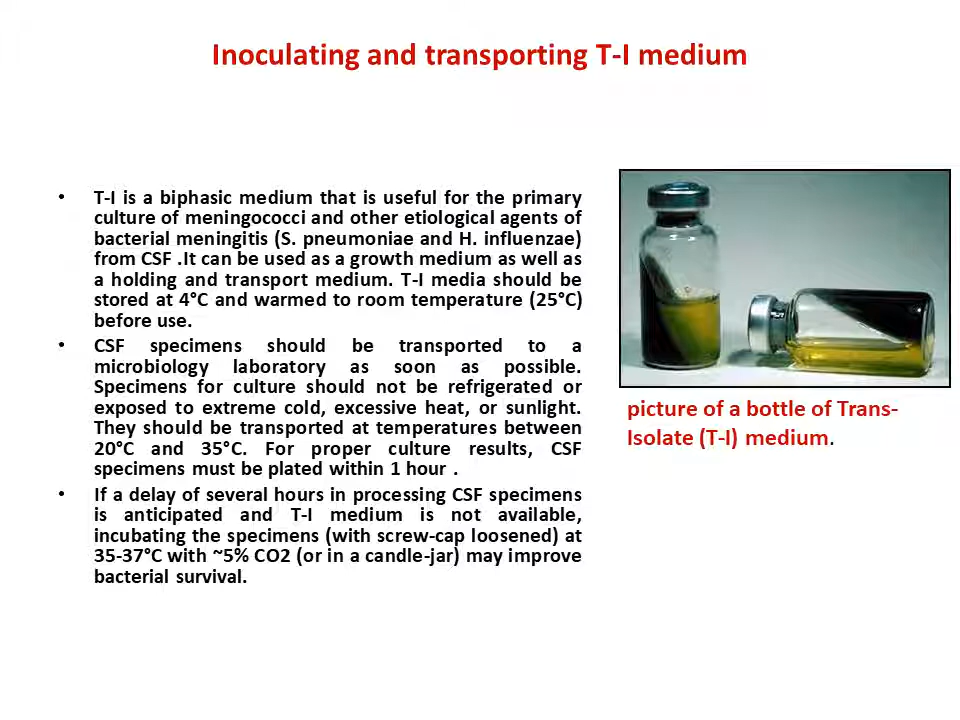 Inoculating and transporting T-I medium
• T-I is a biphasic medium that is useful for the primary
culture of meningococci and other etiological agents of
bacterial meningitis (S. pneumoniae and H. influenzae)
from CSF .It can be used as a growth medium as well as
a holding and transport medium. T-I media should be
stored at 4°C and warmed to room temperature (25°C)
before use.
• CSF specimens should be transported to a
microbiology laboratory as soon as possible.
Specimens for culture should not be refrigerated or
exposed to extreme cold, excessive heat, or sunlight.
They should be transported at temperatures between
20°C and 35°C. For proper culture results, CSF
specimens must be plated within 1 hour .
• If a delay of several hours in processing CSF specimens
is anticipated and T-I medium is not available,
incubating the specimens (with screw-cap loosened) at
35-37°C with ~5% CO2 (or in a candle-jar) may improve
bacterial survival.
picture of a bottle of Trans-
Isolate (T-I) medium.